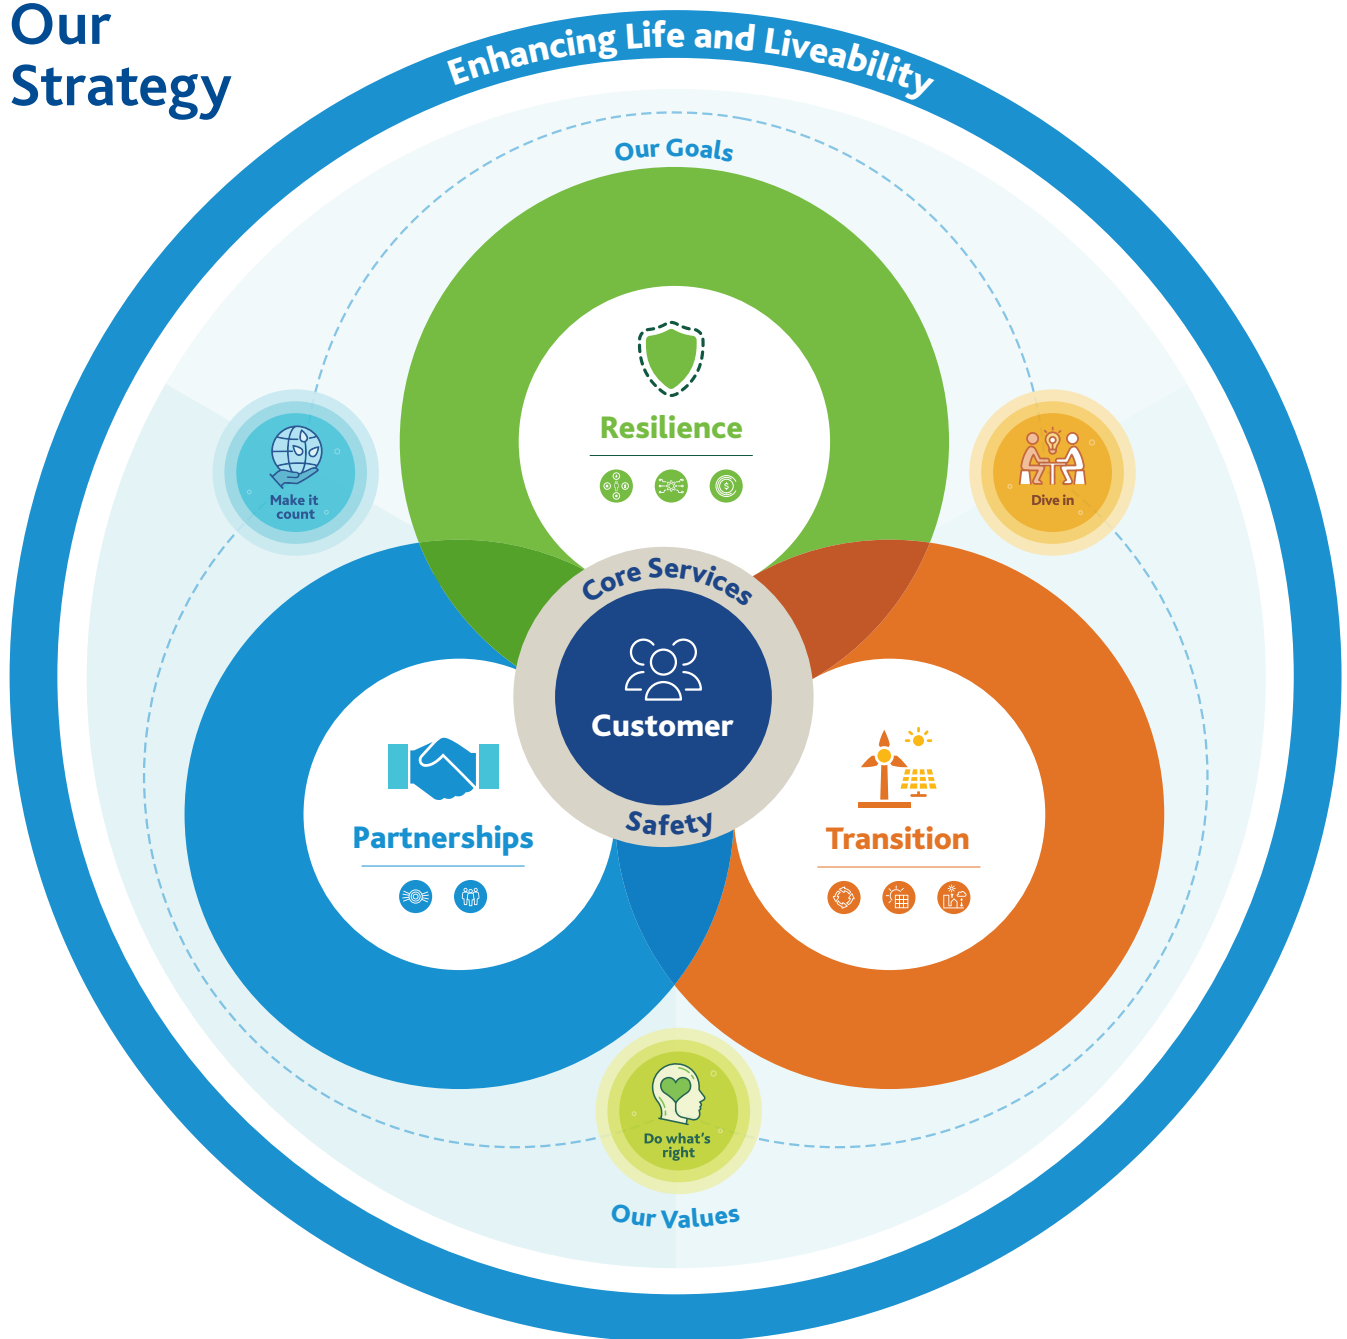 Our
Strategy
Enhancing Life and Liveability
Our Goals
Resilience
Make it
count
Dive in
Core Services
Customer
Safety
Partnerships
Transition
Do what's
right
Our Values